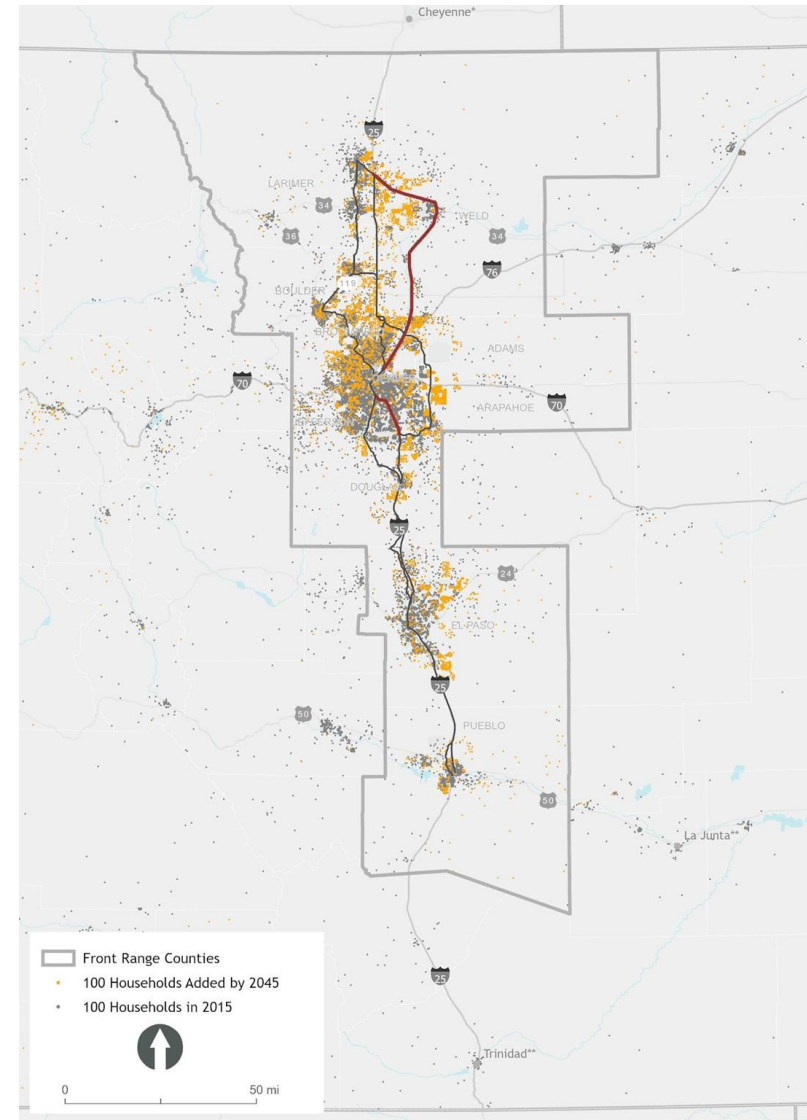 Cheyenne*
25
LARIMER
34
WELD
36
34
76
BOULDER
119
ADAMS
70
ARAPAHOE
70
DOUGLAS
25
24
EL PASO
25
50
PUEBLO
50
La Junta**
Front Range Counties
100 Households Added by 2045
100 Households in 2015
25
Trinidad**
0
50 mi